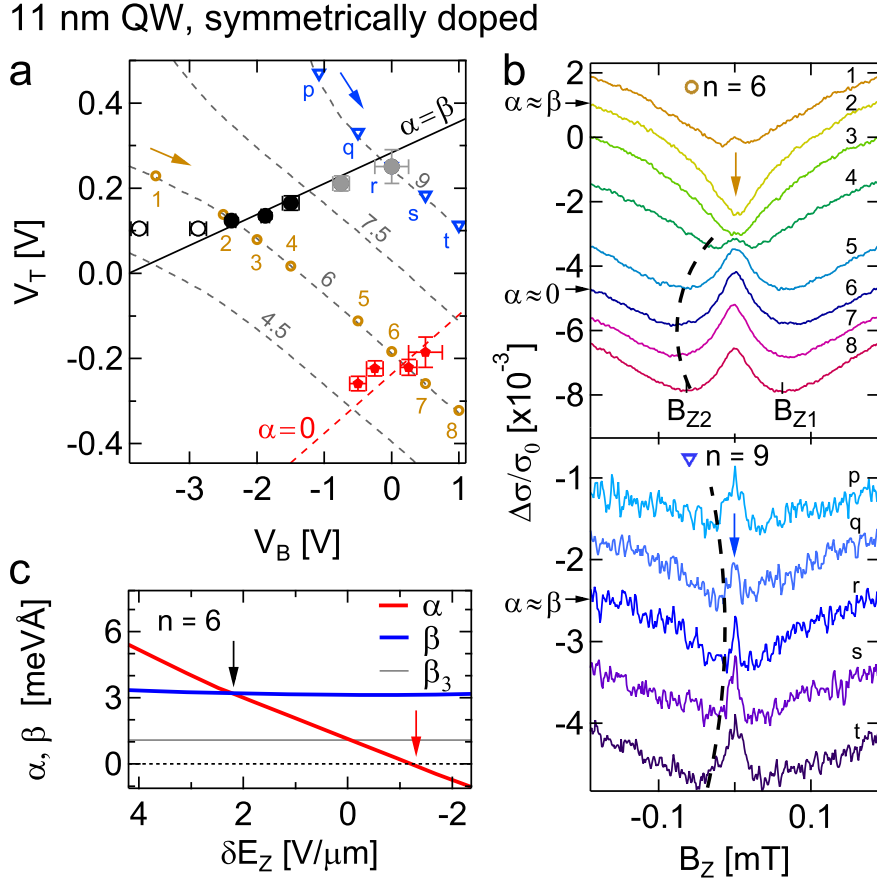 11 nm QW, symmetrically doped
a
V_T [V]
0.4
0.2
0.0
-0.2
-0.4
-3
-2
-1
0
1
V_B [V]
p
q
r
s
t
α=β
9
7.5
6
4.5
1
2
3
4
5
6
7
8
α=0
b
Δσ/σ₀ [x10⁻³]
2
0
-2
-4
-6
-8
α≈β
α≈0
n = 6
1
2
3
4
5
6
7
8
B_Z2
B_Z1
-1
-2
-3
-4
α≈β
n = 9
p
q
r
s
t
-0.1
0.1
B_Z [mT]
c
α, β [meVÅ]
6
3
0
n = 6
α
β
β₃
4
2
0
-2
δE_Z [V/μm]